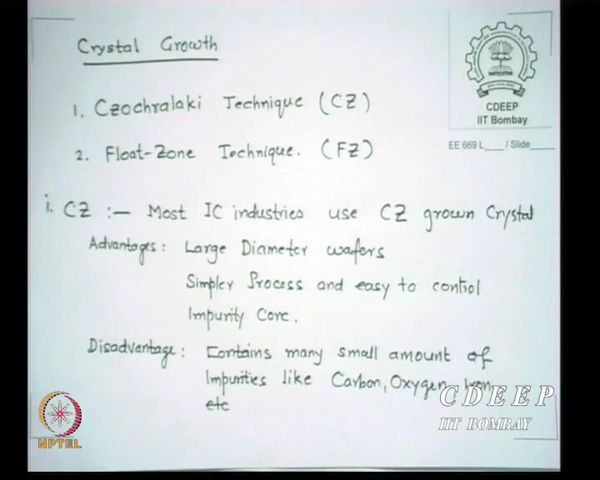 Crystal Growth
CDEEP
IIT Bombay
EE 669 L____ / Slide_____
1. Czochralaki Technique (CZ)
2. Float-Zone Technique. (FZ)
i. CZ :— Most IC industries use CZ grown Crystal
Advantages : Large Diameter wafers
Simpler Process and easy to control
Impurity Conc.
Disadvantage : Contains many small amount of
Impurities like Carbon, Oxygen, Iron,
etc
CDEEP
IIT BOMBAY
NPTEL